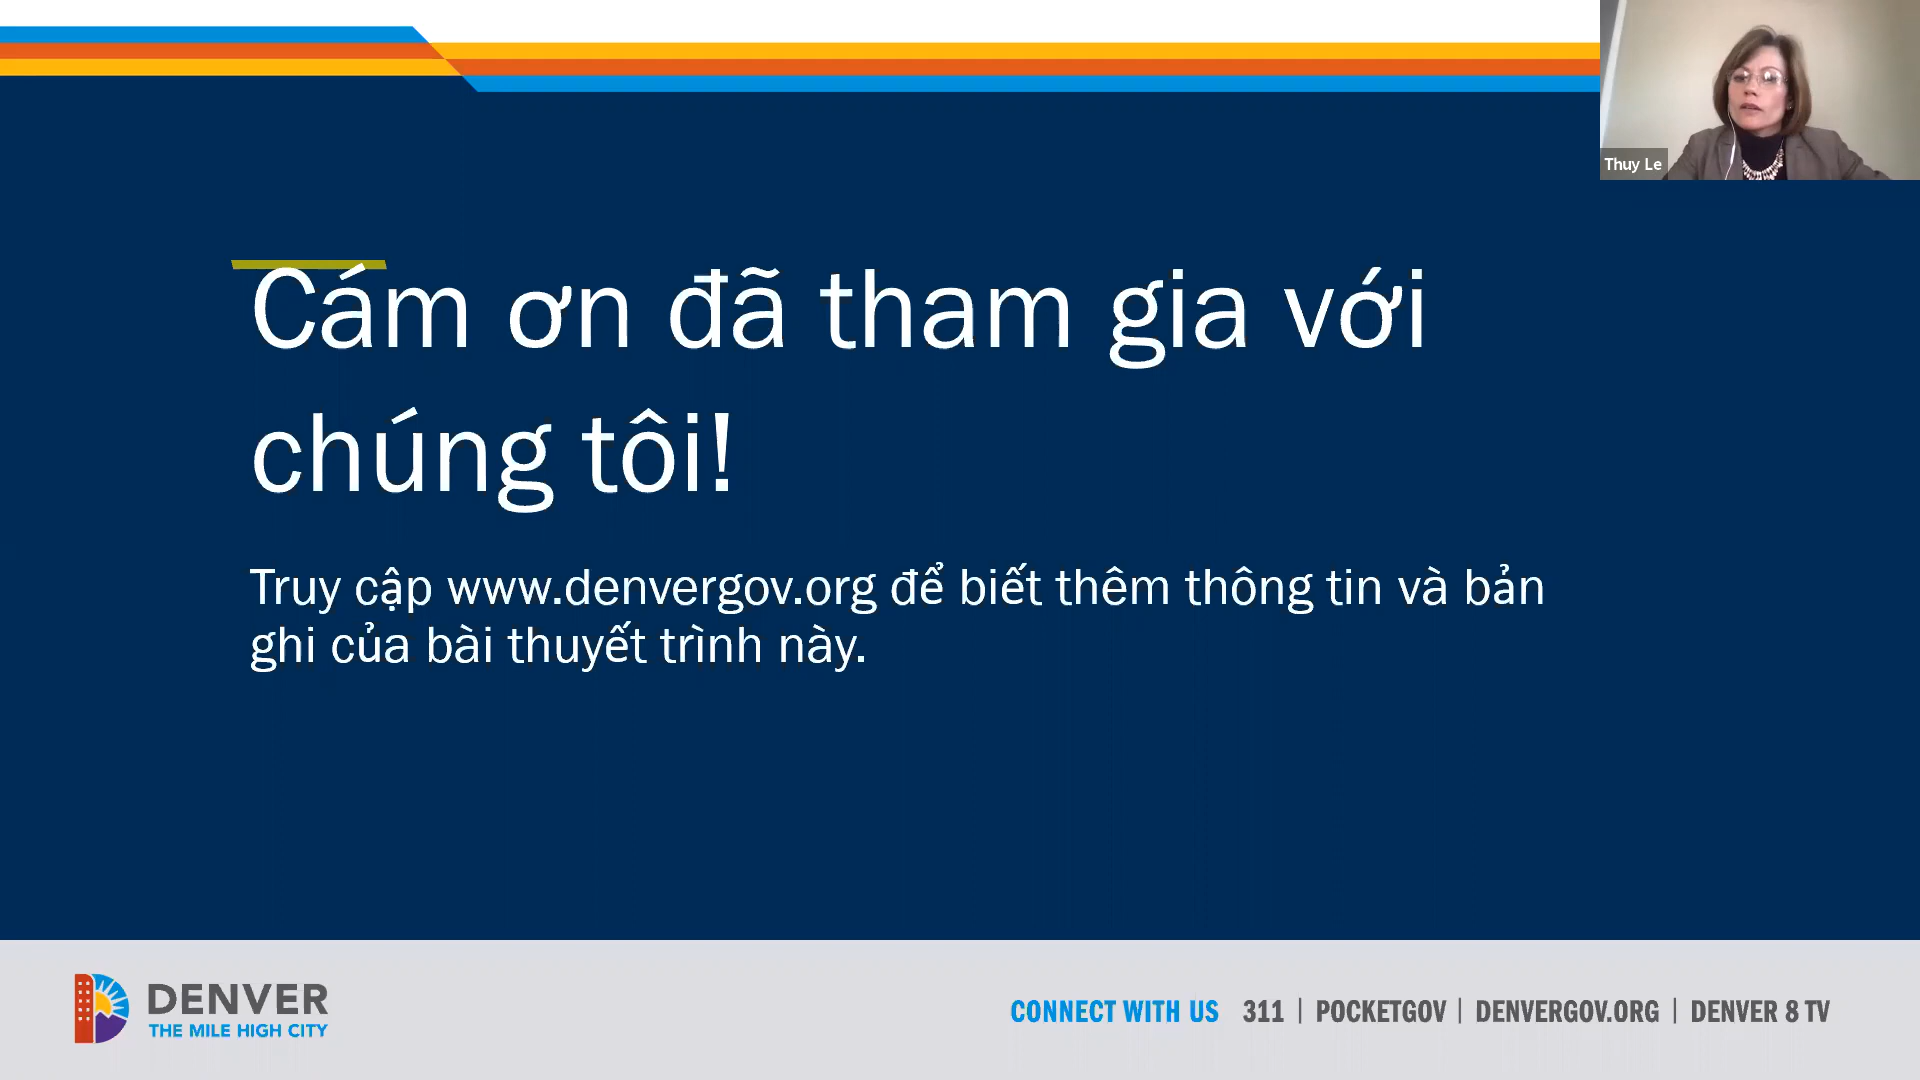 Thuy Le
Cám ơn đã tham gia với
chúng tôi!
Truy cập www.denvergov.org để biết thêm thông tin và bản
ghi của bài thuyết trình này.
DENVER
THE MILE HIGH CITY
CONNECT WITH US 311 | POCKETGOV | DENVERGOV.ORG | DENVER 8 TV